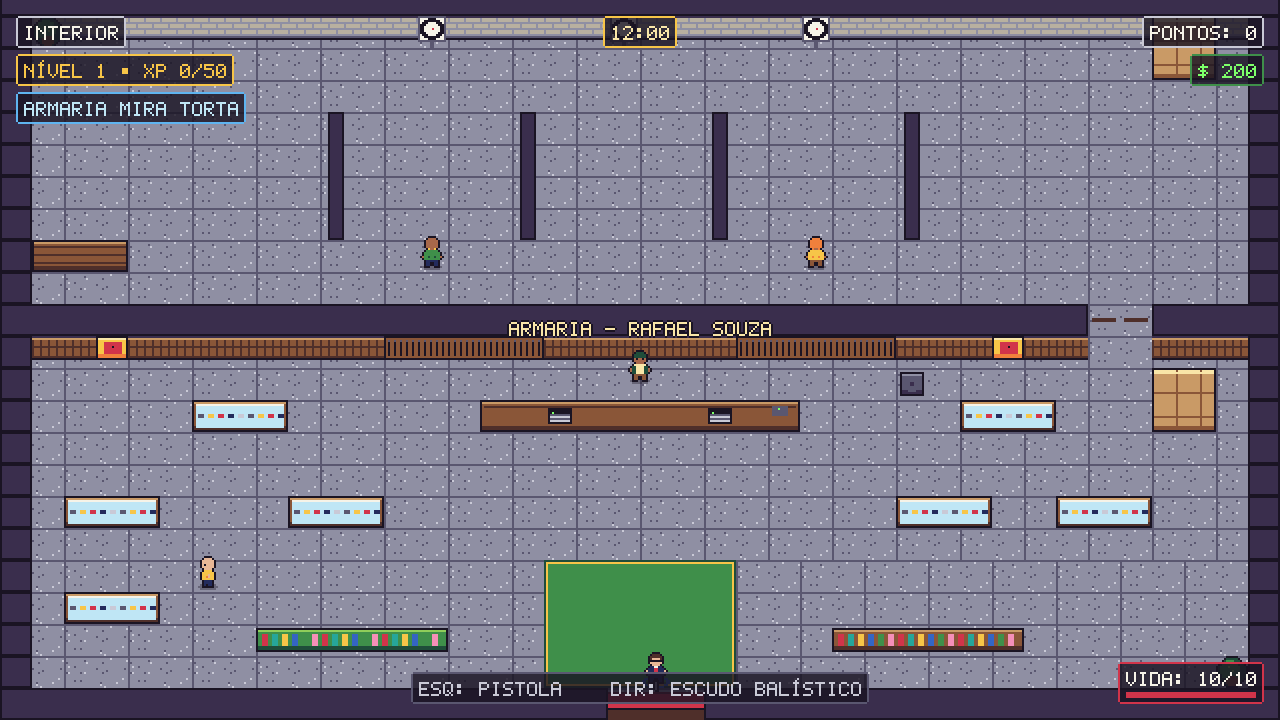 INTERIOR
12:00
PONTOS: 0
NÍVEL 1 ▪ XP 0/50
$ 200
ARMARIA MIRA TORTA
ARMARIA - RAFAEL SOUZA
ESQ: PISTOLA DIR: ESCUDO BALÍSTICO
VIDA: 10/10